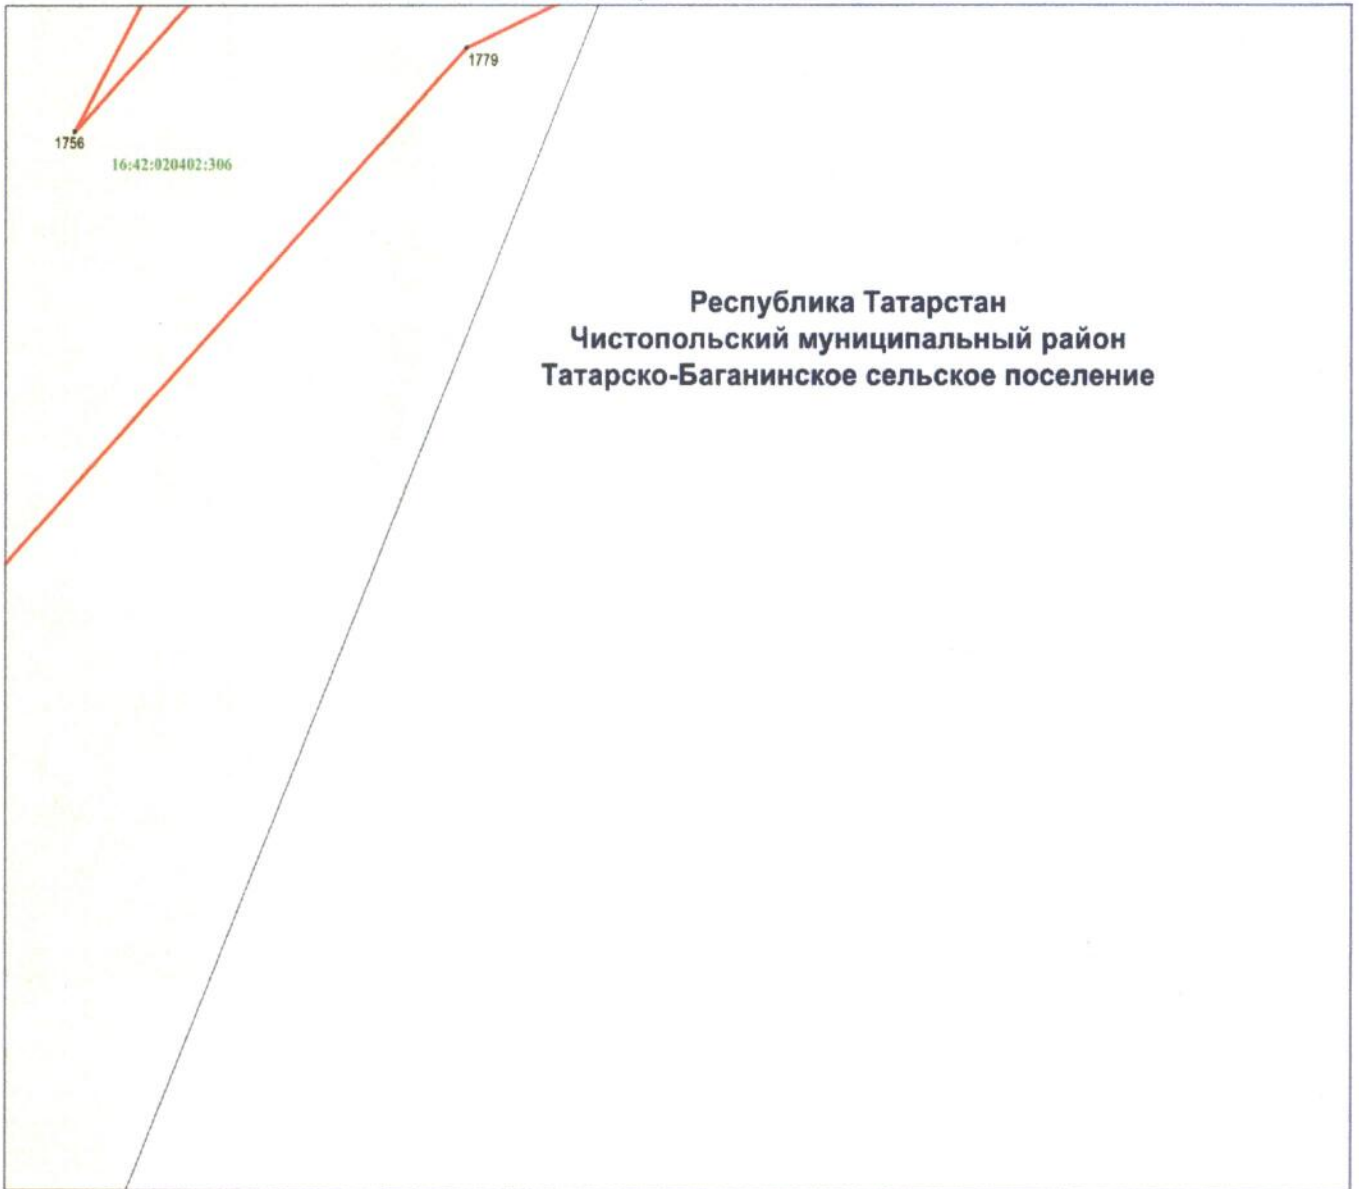 1779
1756
16:42:020402:306
Республика Татарстан
Чистопольский муниципальный район
Татарско-Баганинское сельское поселение